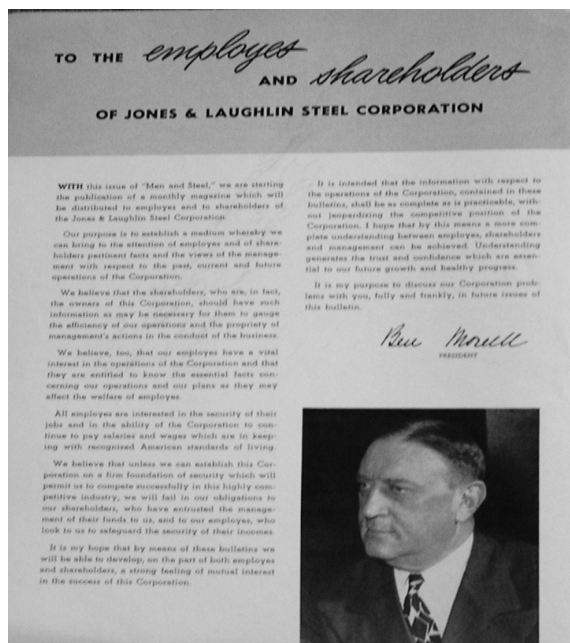 TO THE employes
AND shareholders
OF JONES & LAUGHLIN STEEL CORPORATION
WITH this issue of "Men and Steel," we are starting
the publication of a monthly magazine which will
be distributed to employes and to shareholders of
the Jones & Laughlin Steel Corporation.
Our purpose is to establish a medium whereby we
can bring to the attention of employes and of share-
holders pertinent facts and the views of the manage-
ment with respect to the past, current and future
operations of the Corporation.
We believe that the shareholders, who are, in fact,
the owners of this Corporation, should have such
information as may be necessary for them to gauge
the efficiency of our operations and the propriety of
management's actions in the conduct of the business.
We believe, too, that our employes have a vital
interest in the operations of the Corporation and that
they are entitled to know the essential facts con-
cerning our operations and our plans as they may
affect the welfare of employes.
All employes are interested in the security of their
jobs and in the ability of the Corporation to con-
tinue to pay salaries and wages which are in keep-
ing with recognized American standards of living.
We believe that unless we can establish this Cor-
poration on a firm foundation of security which will
permit us to compete successfully in this highly com-
petitive industry, we will fail in our obligations to
our shareholders, who have entrusted the manage-
ment of their funds to us, and to our employes, who
look to us to safeguard the security of their incomes.
It is my hope that by means of these bulletins we
will be able to develop, on the part of both employes
and shareholders, a strong feeling of mutual interest
in the success of this Corporation.
It is intended that the information with respect to
the operations of the Corporation, contained in these
bulletins, shall be as complete as is practicable, with-
out jeopardizing the competitive position of the
Corporation. I hope that by this means a more com-
plete understanding between employes, shareholders
and management can be achieved. Understanding
generates the trust and confidence which are essen-
tial to our future growth and healthy progress.
It is my purpose to discuss our Corporation prob-
lems with you, fully and frankly, in future issues of
this bulletin.
Ben Moreell
PRESIDENT